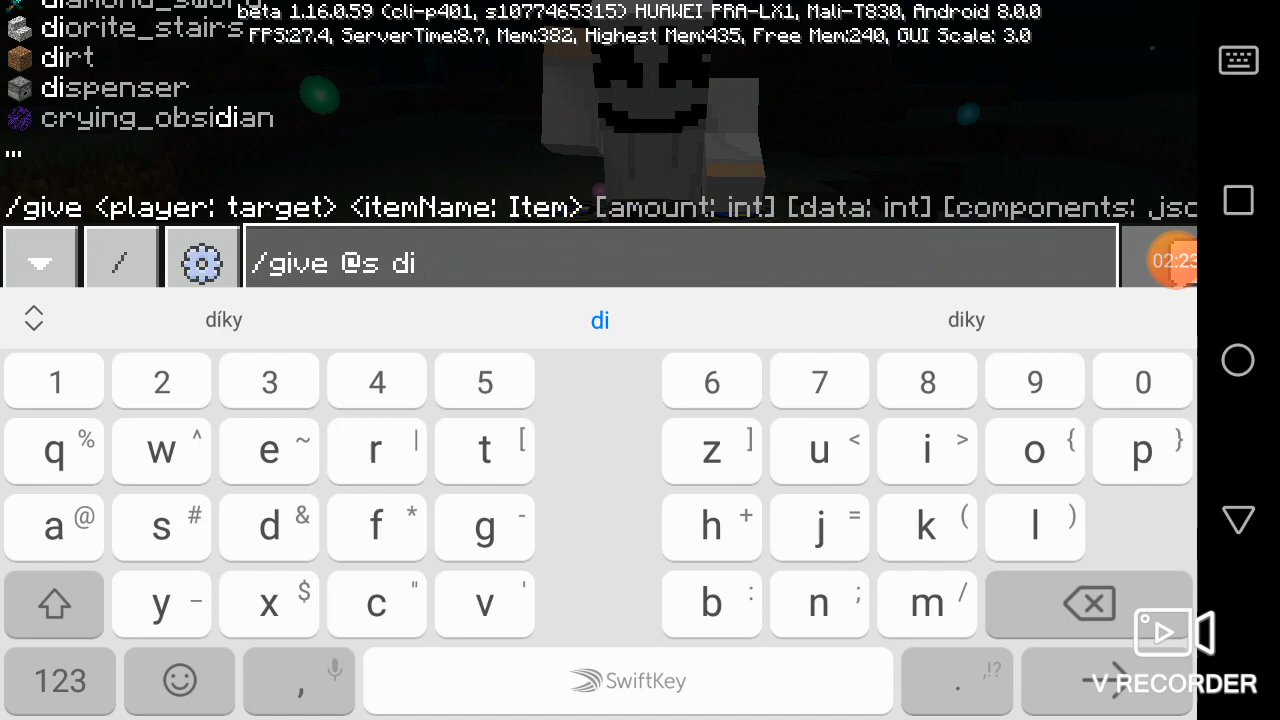 diamond_sword
beta 1.16.0.59 (cli-p401, s1077465315) HUAWEI PRA-LX1, Mali-T830, Android 8.0.0
diorite_stairs
FPS:27.4, ServerTime:8.7, Mem:382, Highest Mem:435, Free Mem:240, GUI Scale: 3.0
dirt
dispenser
crying_obsidian
...
/give <player: target> <itemName: Item> [amount: int] [data: int] [components: .jsc
/ /give @s di 02:23
díky di diky
1 2 3 4 5 6 7 8 9 0
q % w ^ e ~ r | t [ z ] u < i > o { p }
a @ s # d & f * g - h + j = k ( l )
y – x $ c " v ' b : n ; m /
123 , SwiftKey . ,!?
V RECORDER